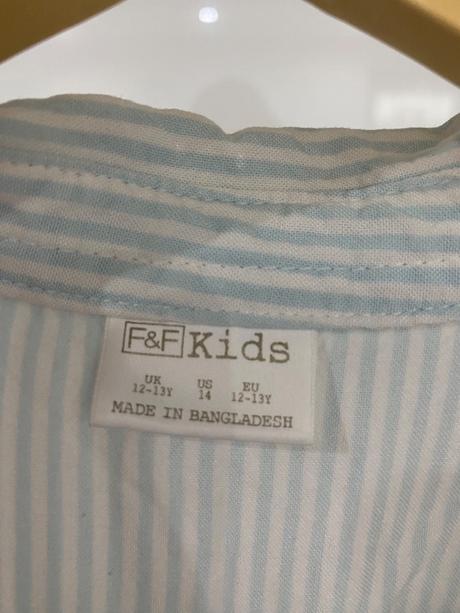 F&F Kids
UK US EU
12-13Y 14 12-13Y
MADE IN BANGLADESH